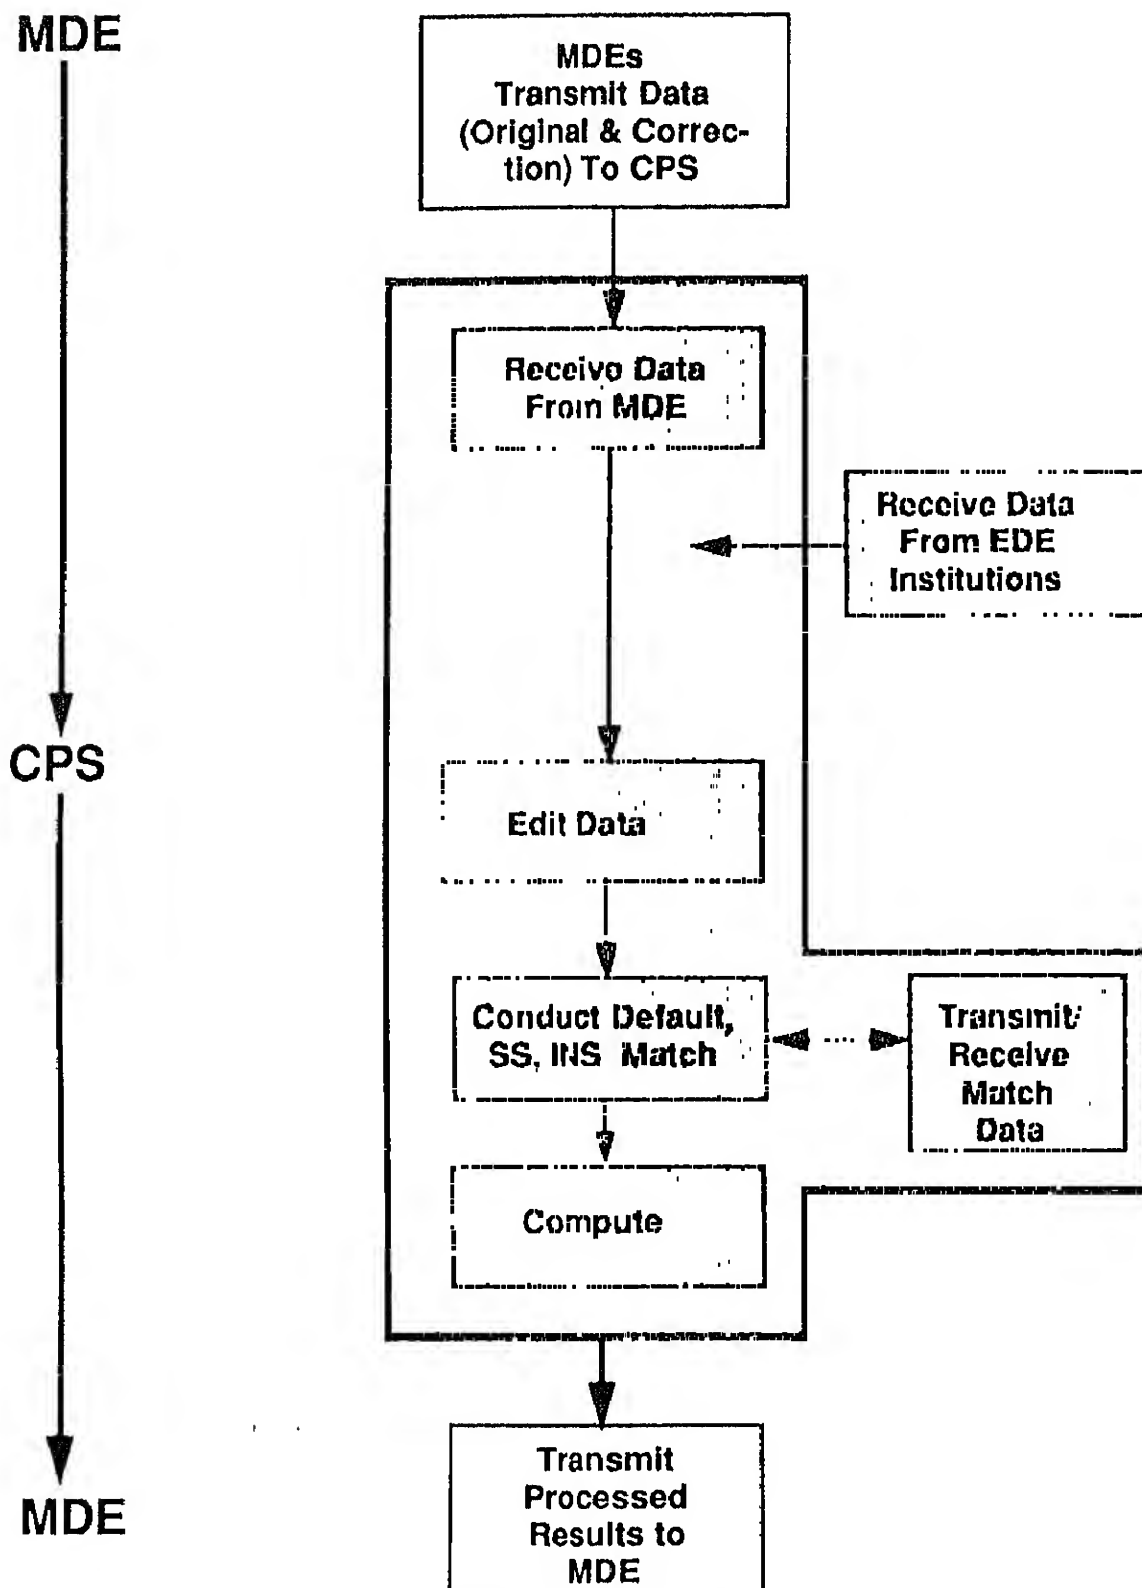 MDE
MDEs
Transmit Data
(Original & Correc-
tion) To CPS
Receive Data
From MDE
Receive Data
From EDE
Institutions
CPS
Edit Data
Conduct Default,
SS, INS Match
Transmit/
Receive
Match
Data
Compute
MDE
Transmit
Processed
Results to
MDE